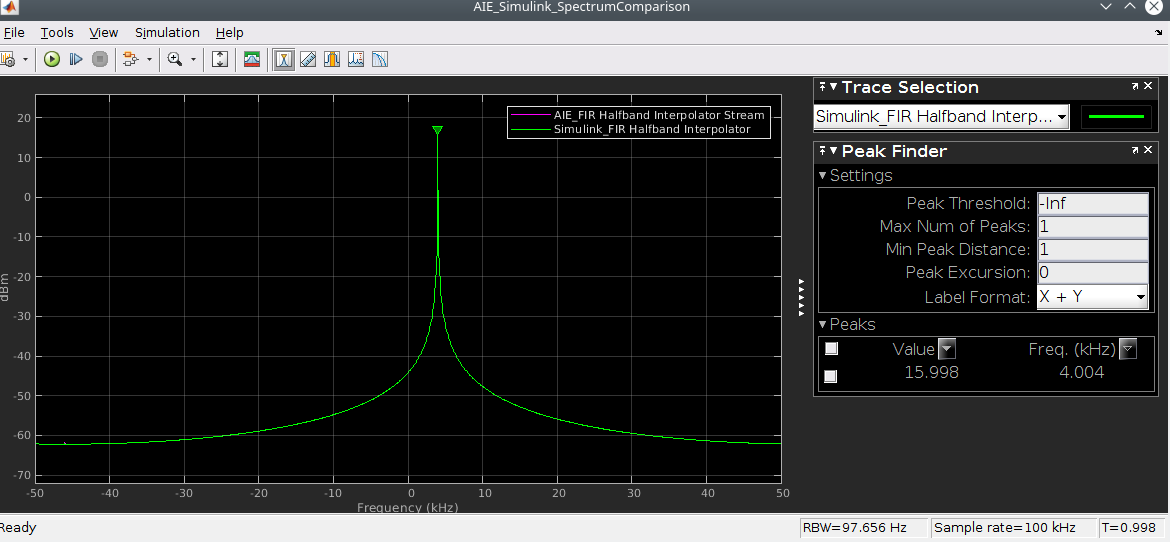 AIE_Simulink_SpectrumComparison
File Tools View Simulation Help
Trace Selection
Simulink_FIR Halfband Interp...
Peak Finder
Settings
Peak Threshold: -Inf
Max Num of Peaks: 1
Min Peak Distance: 1
Peak Excursion: 0
Label Format: X + Y
Peaks
Value Freq. (kHz)
15.998 4.004
AIE_FIR Halfband Interpolator Stream
Simulink_FIR Halfband Interpolator
20
10
0
-10
-20
-30
-40
-50
-60
-70
dBm
-50 -40 -30 -20 -10 0 10 20 30 40 50
Frequency (kHz)
Ready RBW=97.656 Hz Sample rate=100 kHz T=0.998